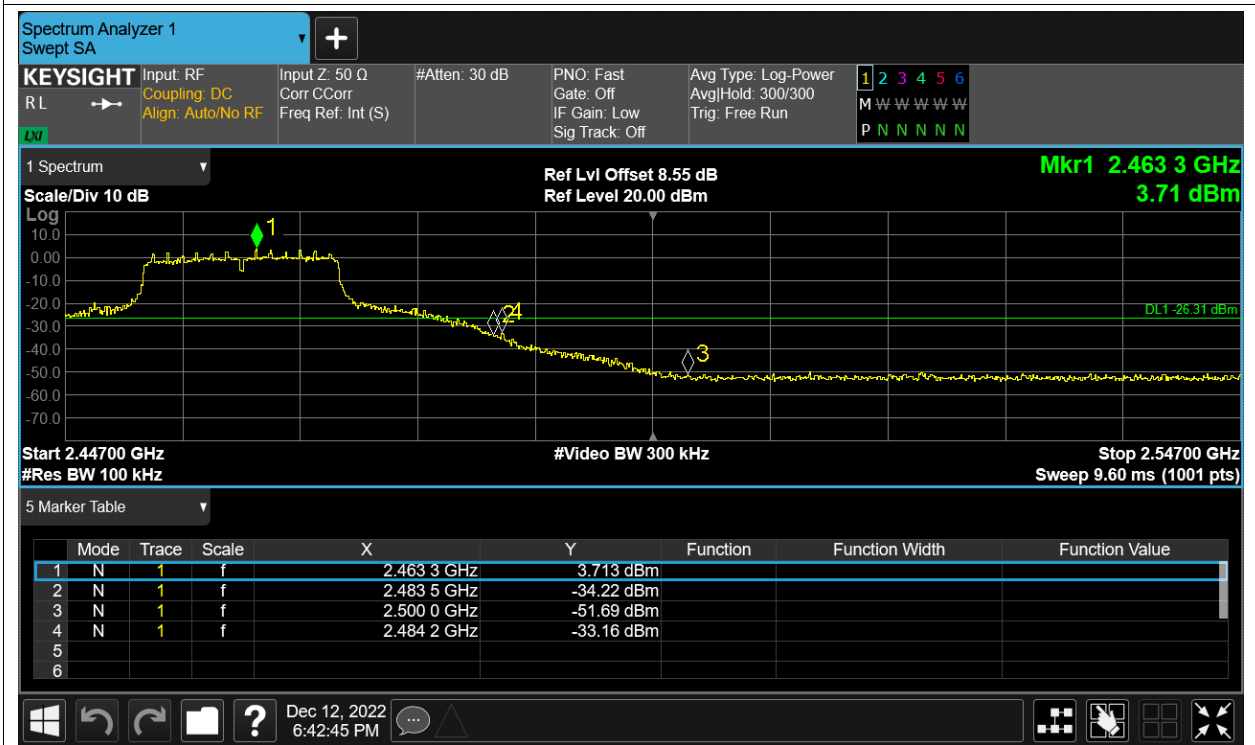 Spectrum Analyzer 1
Swept SA
+
KEYSIGHT Input: RF Input Z: 50 Ω #Atten: 30 dB PNO: Fast Avg Type: Log-Power 1 2 3 4 5 6
RL Coupling: DC Corr CCorr Gate: Off Avg|Hold: 300/300 M W W W W W
Align: Auto/No RF Freq Ref: Int (S) IF Gain: Low Trig: Free Run
LXI Sig Track: Off P N N N N N N
1 Spectrum Ref Lvl Offset 8.55 dB Mkr1 2.463 3 GHz
Scale/Div 10 dB Ref Level 20.00 dBm 3.71 dBm
Log
10.0 1
0.00
-10.0
-20.0 24 DL1 -26.31 dBm
-30.0
-40.0 3
-50.0
-60.0
-70.0
Start 2.44700 GHz #Video BW 300 kHz Stop 2.54700 GHz
#Res BW 100 kHz Sweep 9.60 ms (1001 pts)
5 Marker Table
Mode Trace Scale X Y Function Function Width Function Value
1 N 1 f 2.463 3 GHz 3.713 dBm
2 N 1 f 2.483 5 GHz -34.22 dBm
3 N 1 f 2.500 0 GHz -51.69 dBm
4 N 1 f 2.484 2 GHz -33.16 dBm
5
6
? Dec 12, 2022
6:42:45 PM